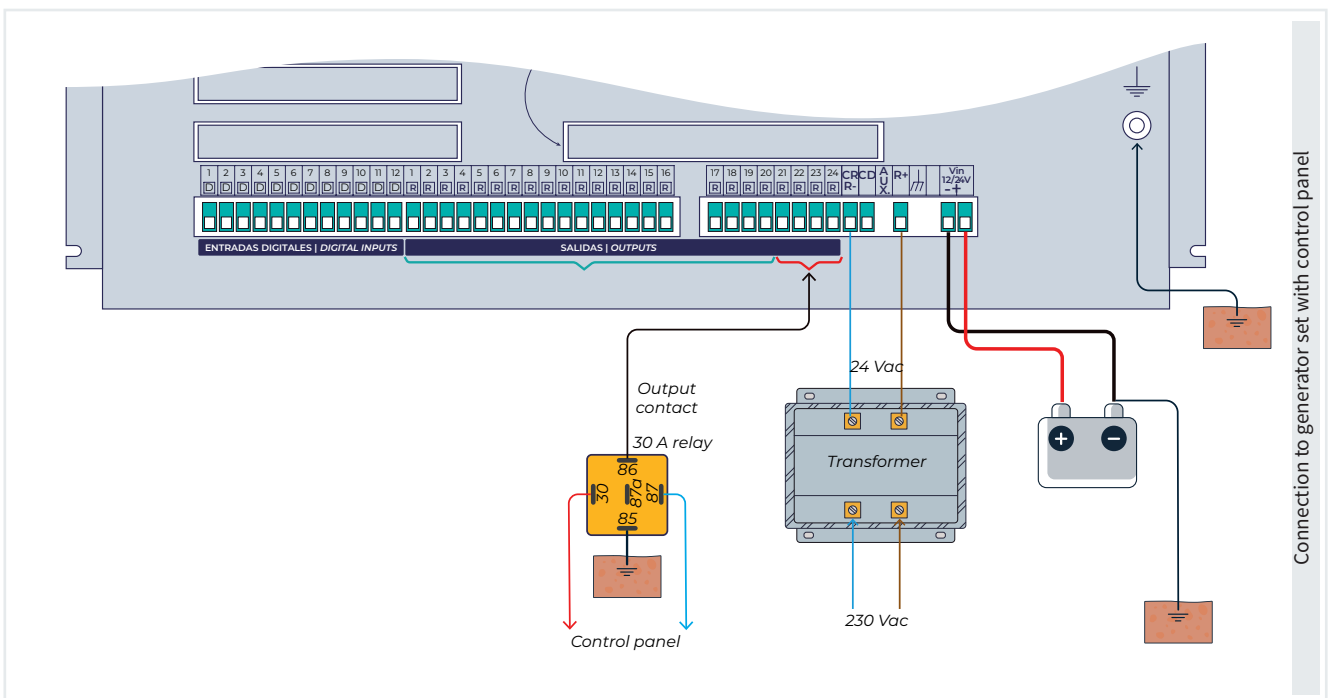 1 2 3 4 5 6 7 8 9 10 11 12 1 2 3 4 5 6 7 8 9 10 11 12 13 14 15 16 17 18 19 20 21 22 23 24 CR CD AUX. R+ Vin
D D D D D D D D D D D D R R R R R R R R R R R R R R R R R R R R R R R R R- 12/24V
- +
ENTRADAS DIGITALES | DIGITAL INPUTS SALIDAS | OUTPUTS
24 Vac
Output
contact
30 A relay
86
30 87a 87
85
Transformer
+ −
230 Vac
Control panel
Connection to generator set with control panel